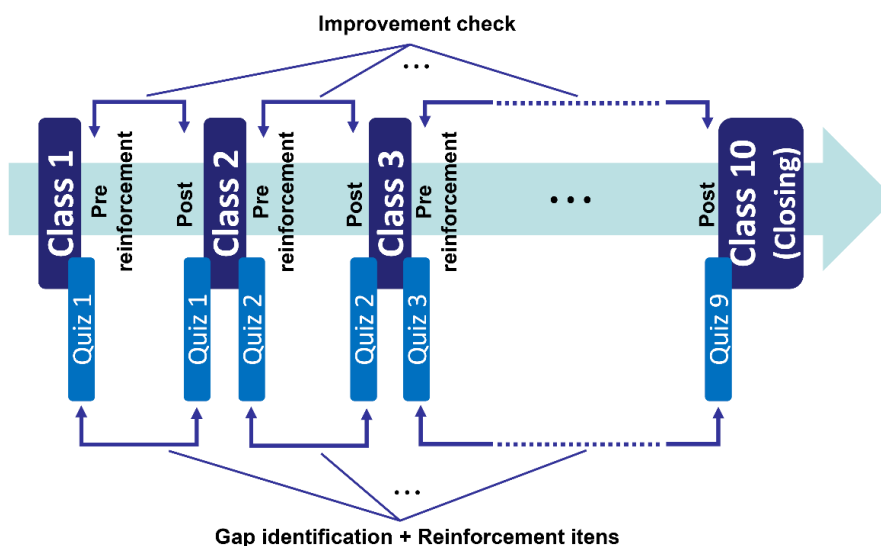 Improvement check
...
Class 1
Pre
reinforcement
Post
Class 2
Pre
reinforcement
Post
Class 3
Pre
reinforcement
...
Post
Class 10
(Closing)
Quiz 1
Quiz 1
Quiz 2
Quiz 2
Quiz 3
Quiz 9
...
Gap identification + Reinforcement itens